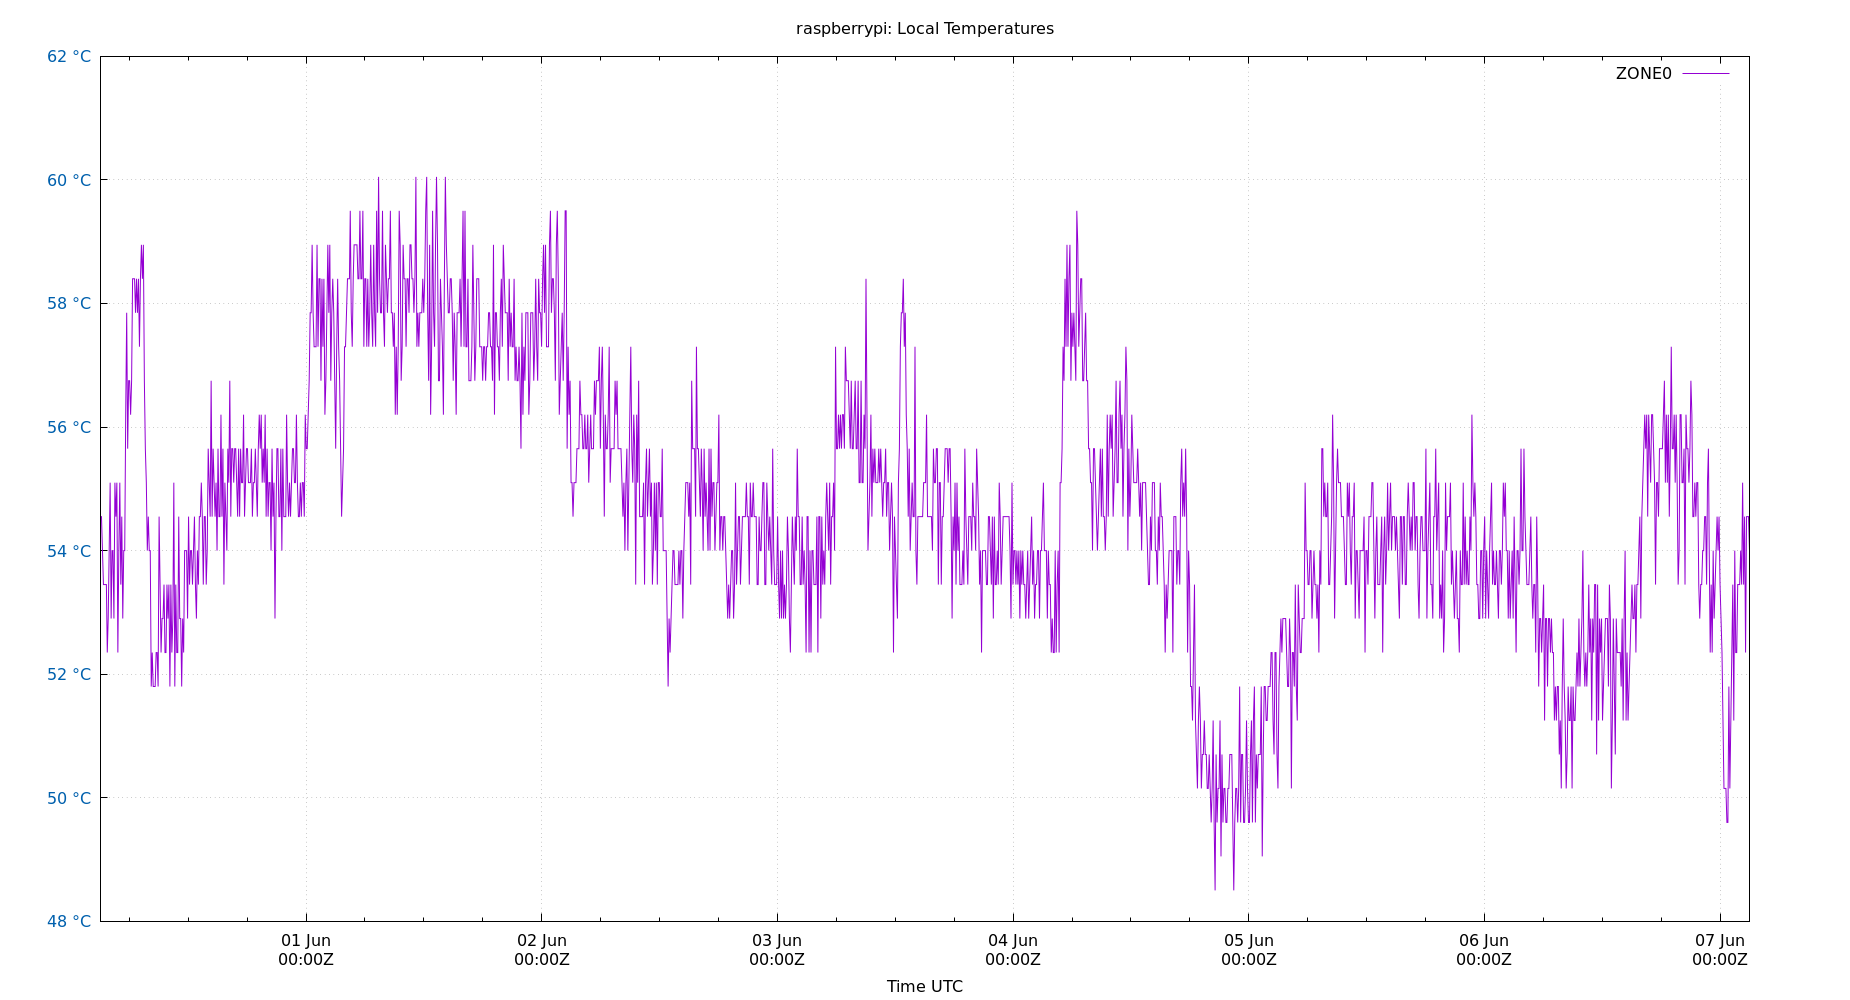 raspberrypi: Local Temperatures
62 °C
ZONE0
60 °C
58 °C
56 °C
54 °C
52 °C
50 °C
48 °C
01 Jun 02 Jun 03 Jun 04 Jun 05 Jun 06 Jun 07 Jun
00:00Z 00:00Z 00:00Z 00:00Z 00:00Z 00:00Z 00:00Z
Time UTC